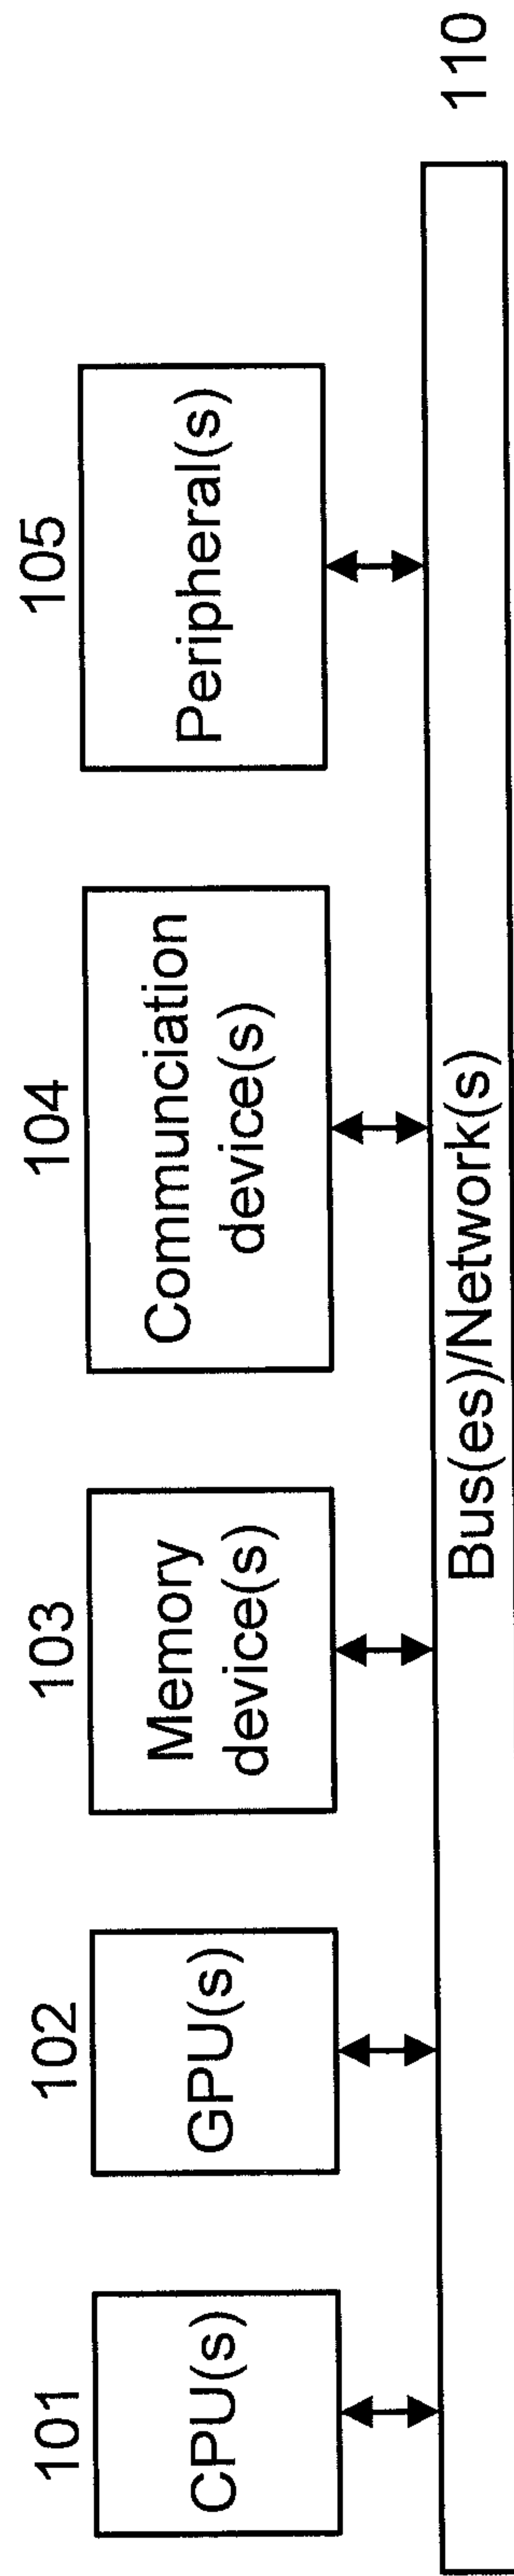 101
CPU(s)
102
GPU(s)
103
Memory
device(s)
104
Communciation
device(s)
105
Peripheral(s)
Bus(es)/Network(s)
110